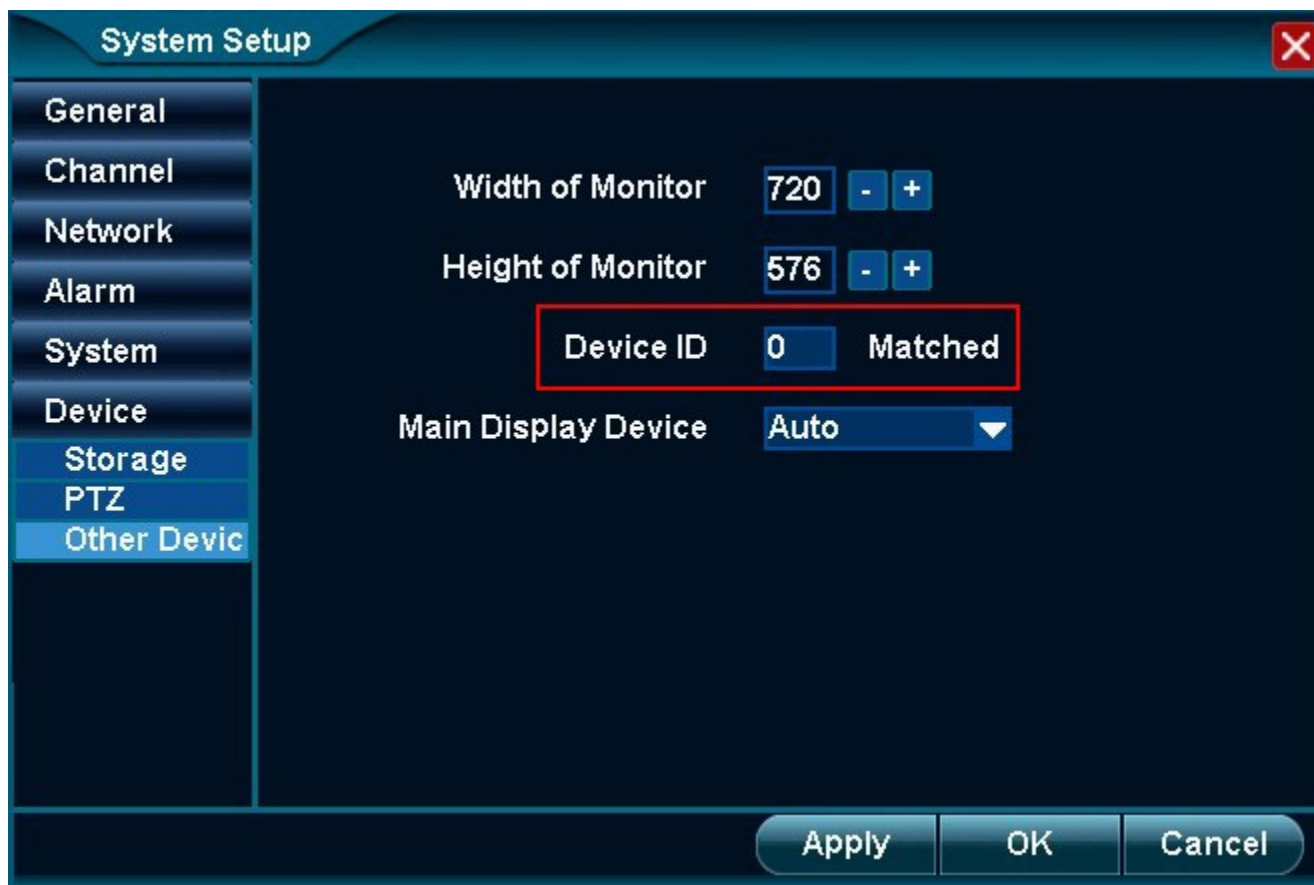 System Setup
General
Channel
Network
Alarm
System
Device
Storage
PTZ
Other Devic
Width of Monitor 720 - +
Height of Monitor 576 - +
Device ID 0 Matched
Main Display Device Auto
Apply OK Cancel